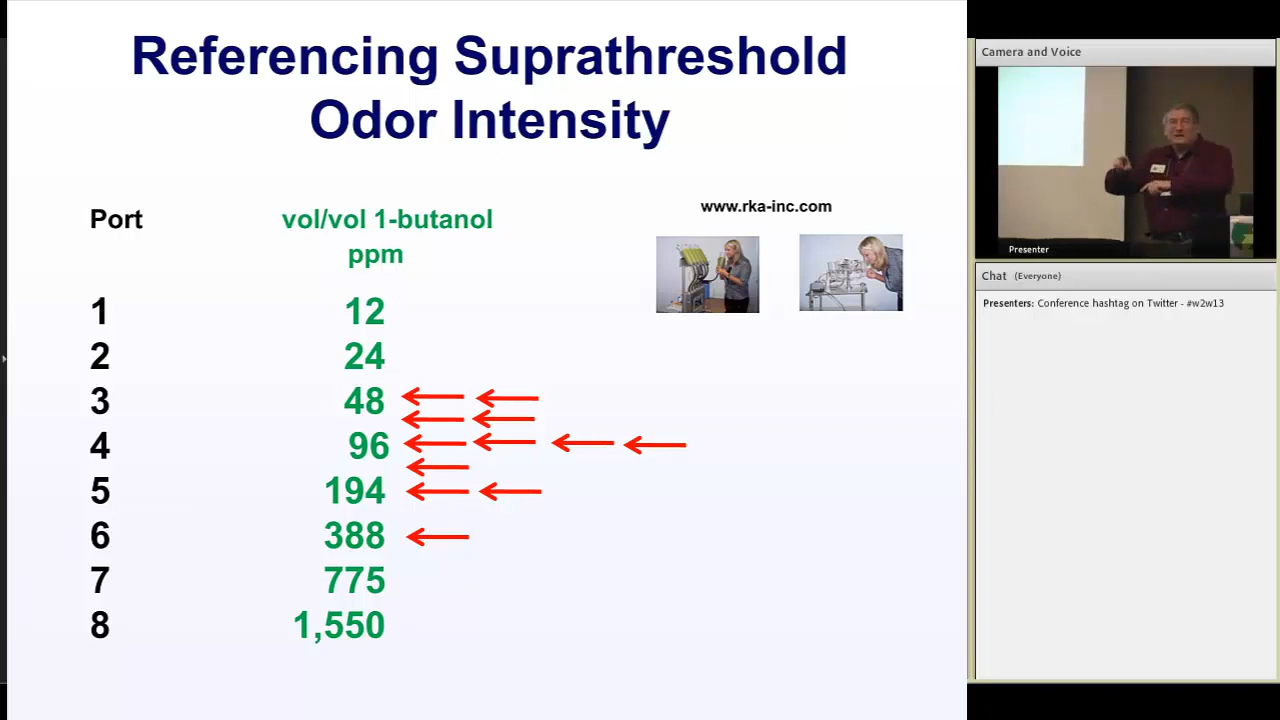 Referencing Suprathreshold
Odor Intensity
Port vol/vol 1-butanol
ppm
www.rka-inc.com
1 12
2 24
3 48
4 96
5 194
6 388
7 775
8 1,550
Camera and Voice
Presenter
Chat (Everyone)
Presenters: Conference hashtag on Twitter - #w2w13